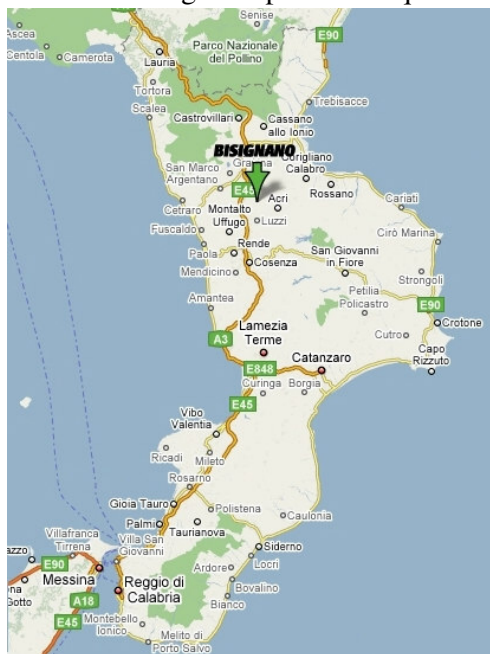 Senise
E90
Ascea
Centola
Camerota
Lauria
Parco Nazionale
del Pollino
Tortora
Scalea
Trebisacce
Castrovillari
Cassano
allo Ionio
BISIGNANO
San Marco
Argentano
Corigliano
Calabro
E45
Acri
Rossano
Cetraro
Montalto
Uffugo
Luzzi
Cariati
Fuscaldo
Cirò Marina
Paola
Rende
San Giovanni
in Fiore
Mendicino
Cosenza
Strongoli
Petilia
Policastro
Amantea
E90
Crotone
A3
Lamezia
Terme
Cutro
Capo
Rizzuto
Catanzaro
E848
Curinga
Borgia
E45
Vibo
Valentia
Ricadi
Mileto
Rosarno
Gioia Tauro
Polistena
Caulonia
Palmi
Taurianova
Villafranca
Tirrena
Villa San
Giovanni
Siderno
Locri
E90
Messina
Ardore
Reggio di
Calabria
Bovalino
A18
Bianco
Gotto
E45
Montebello
Ionico
Melito di
Porto Salvo